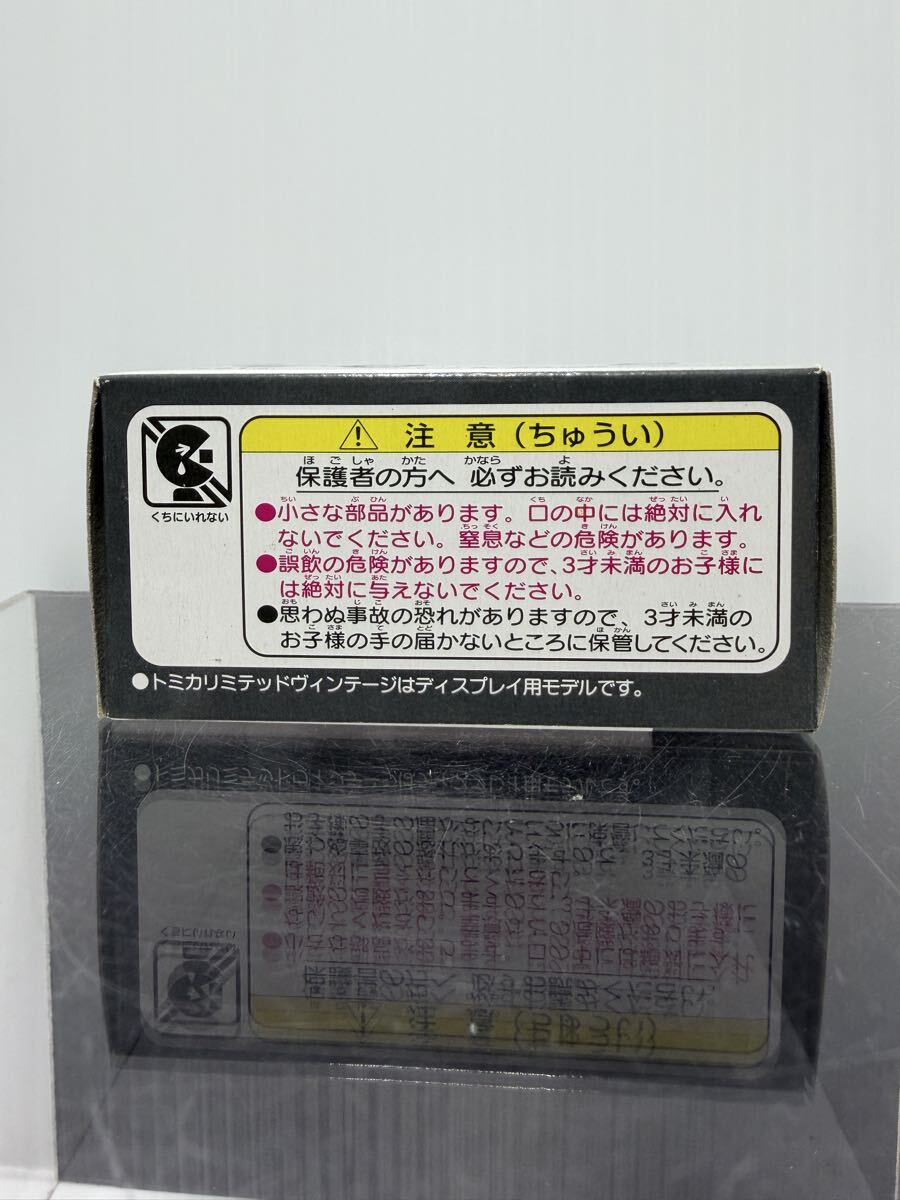 くちにいれない
⚠ 注 意（ちゅうい）
保護者の方へ 必ずお読みください。
●小さな部品があります。口の中には絶対に入れ
ないでください。窒息などの危険があります。
●誤飲の危険がありますので、3才未満のお子様に
は絶対に与えないでください。
●思わぬ事故の恐れがありますので、3才未満の
お子様の手の届かないところに保管してください。
●トミカリミテッドヴィンテージはディスプレイ用モデルです。